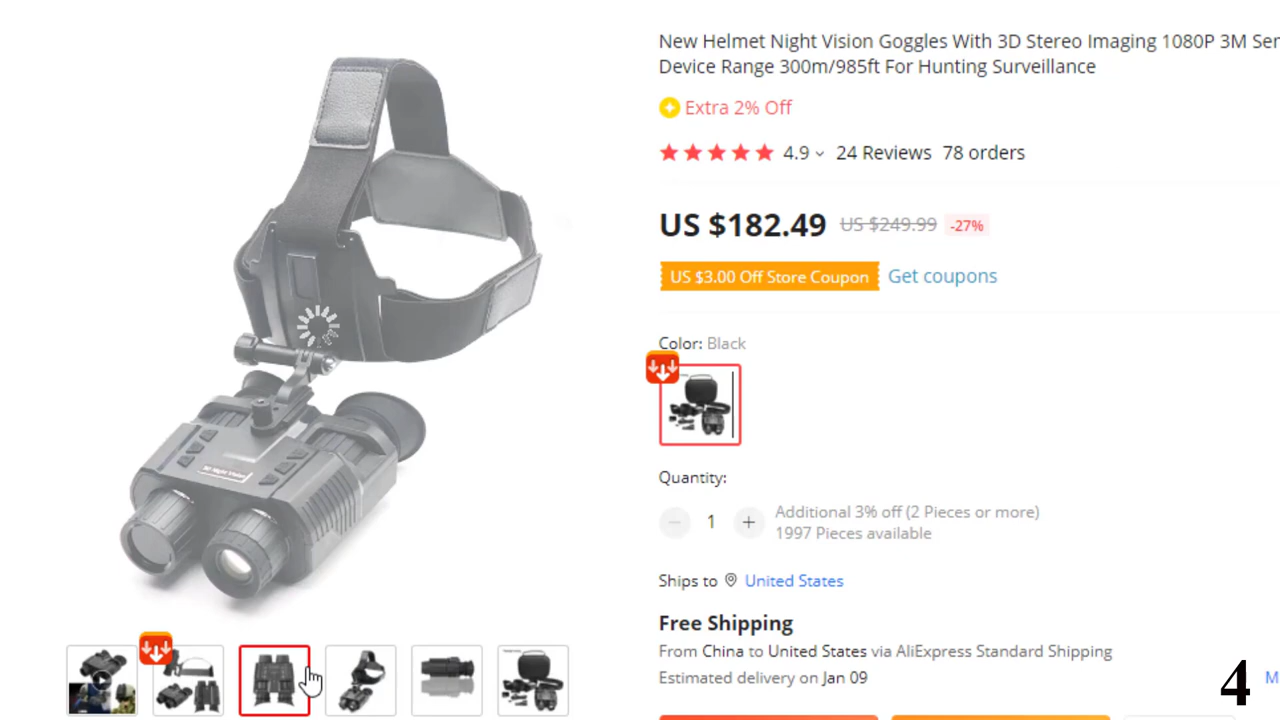 New Helmet Night Vision Goggles With 3D Stereo Imaging 1080P 3M Ser
Device Range 300m/985ft For Hunting Surveillance
Extra 2% Off
4.9 24 Reviews 78 orders
US $182.49 US $249.99 -27%
US $3.00 Off Store Coupon Get coupons
Color: Black
3D Night Vision
Quantity:
1
Additional 3% off (2 Pieces or more)
1997 Pieces available
Ships to United States
Free Shipping
From China to United States via AliExpress Standard Shipping
Estimated delivery on Jan 09
4 M